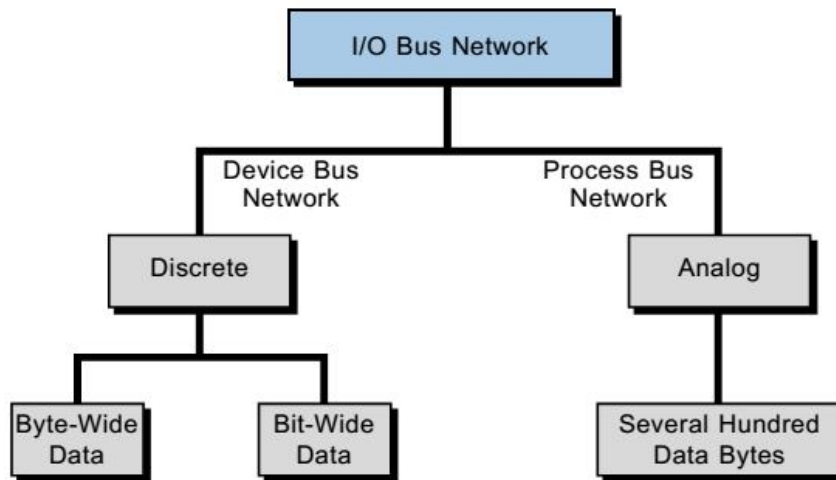 I/O Bus Network
Device Bus
Network
Process Bus
Network
Discrete
Analog
Byte-Wide
Data
Bit-Wide
Data
Several Hundred
Data Bytes